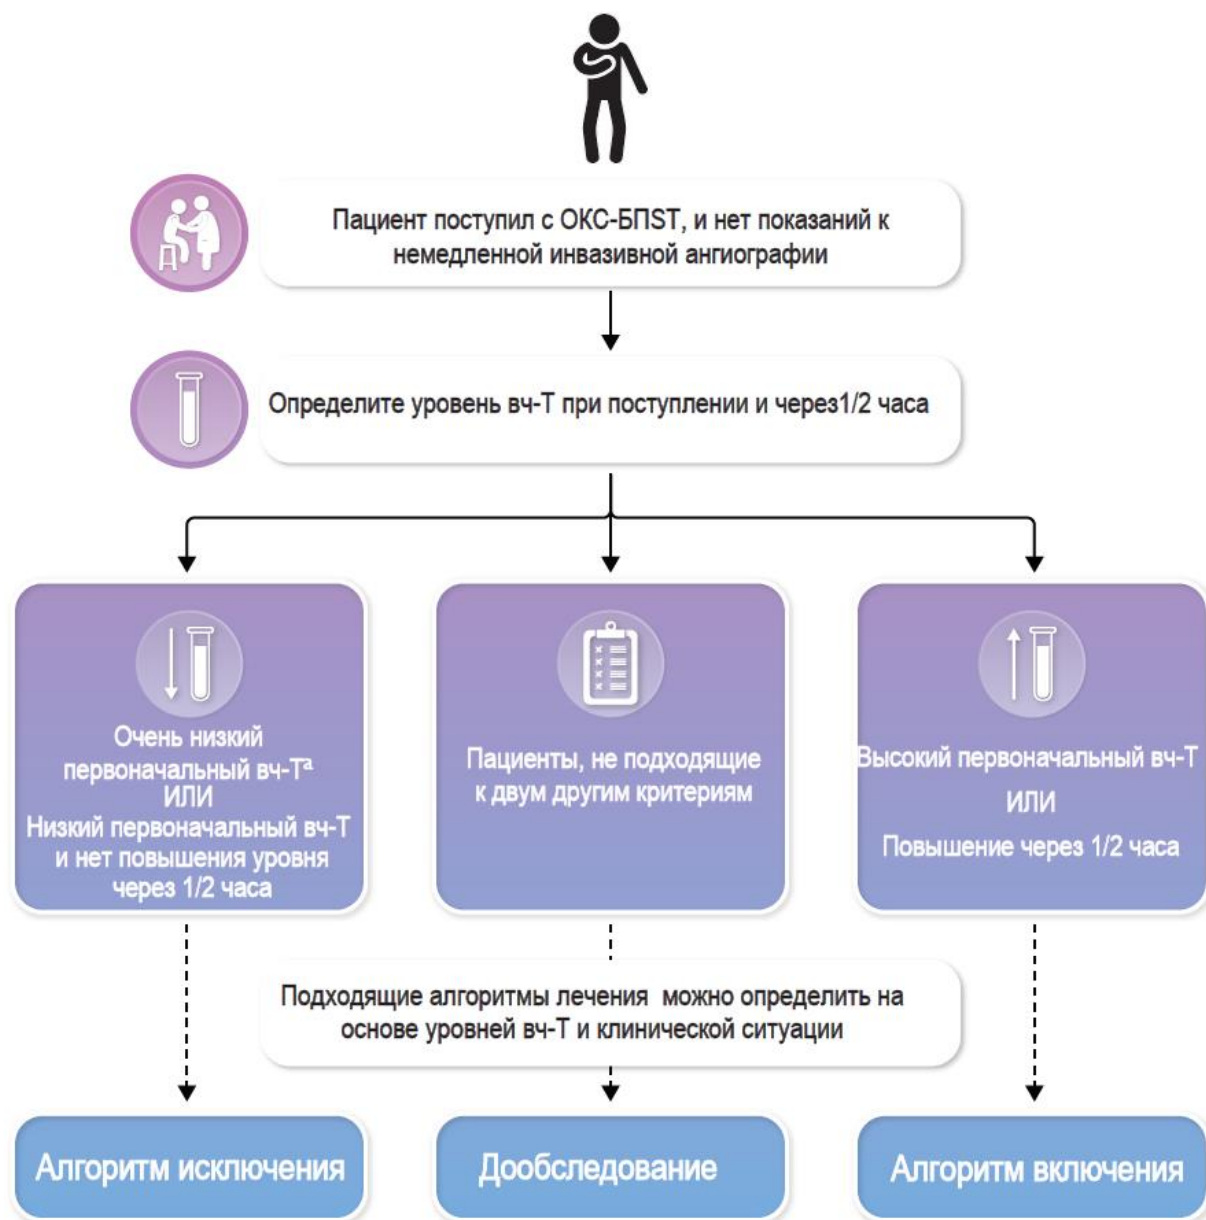 Пациент поступил с ОКС-БПST, и нет показаний к
немедленной инвазивной ангиографии
Определите уровень вч-Т при поступлении и через1/2 часа
Очень низкий
первоначальный вч-Тᵃ
ИЛИ
Низкий первоначальный вч-Т
и нет повышения уровня
через 1/2 часа
Пациенты, не подходящие
к двум другим критериям
Высокий первоначальный вч-Т
ИЛИ
Повышение через 1/2 часа
Подходящие алгоритмы лечения можно определить на
основе уровней вч-Т и клинической ситуации
Алгоритм исключения
Дообследование
Алгоритм включения